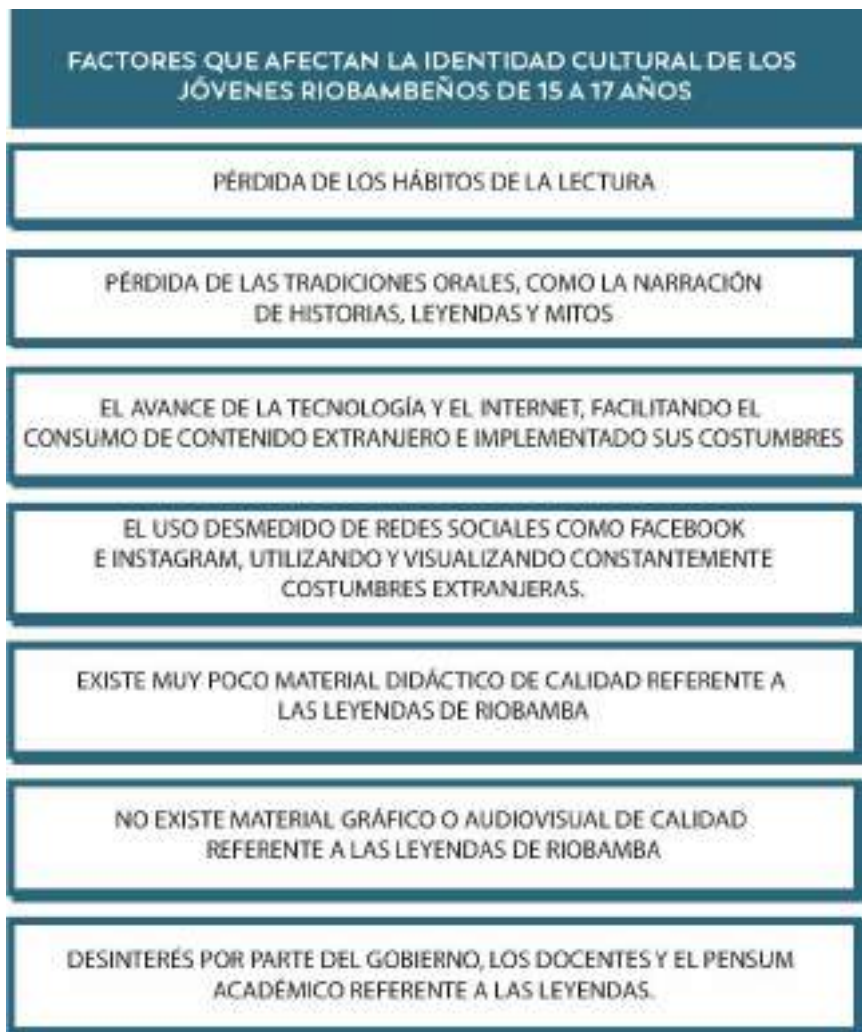 FACTORES QUE AFECTAN LA IDENTIDAD CULTURAL DE LOS
JÓVENES RIOBAMBEÑOS DE 15 A 17 AÑOS
PÉRDIDA DE LOS HÁBITOS DE LA LECTURA
PÉRDIDA DE LAS TRADICIONES ORALES, COMO LA NARRACIÓN
DE HISTORIAS, LEYENDAS Y MITOS
EL AVANCE DE LA TECNOLOGÍA Y EL INTERNET, FACILITANDO EL
CONSUMO DE CONTENIDO EXTRANJERO E IMPLEMENTADO SUS COSTUMBRES
EL USO DESMEDIDO DE REDES SOCIALES COMO FACEBOOK
E INSTAGRAM, UTILIZANDO Y VISUALIZANDO CONSTANTEMENTE
COSTUMBRES EXTRANJERAS.
EXISTE MUY POCO MATERIAL DIDÁCTICO DE CALIDAD REFERENTE A
LAS LEYENDAS DE RIOBAMBA
NO EXISTE MATERIAL GRÁFICO O AUDIOVISUAL DE CALIDAD
REFERENTE A LAS LEYENDAS DE RIOBAMBA
DESINTERÉS POR PARTE DEL GOBIERNO, LOS DOCENTES Y EL PENSUM
ACADÉMICO REFERENTE A LAS LEYENDAS.